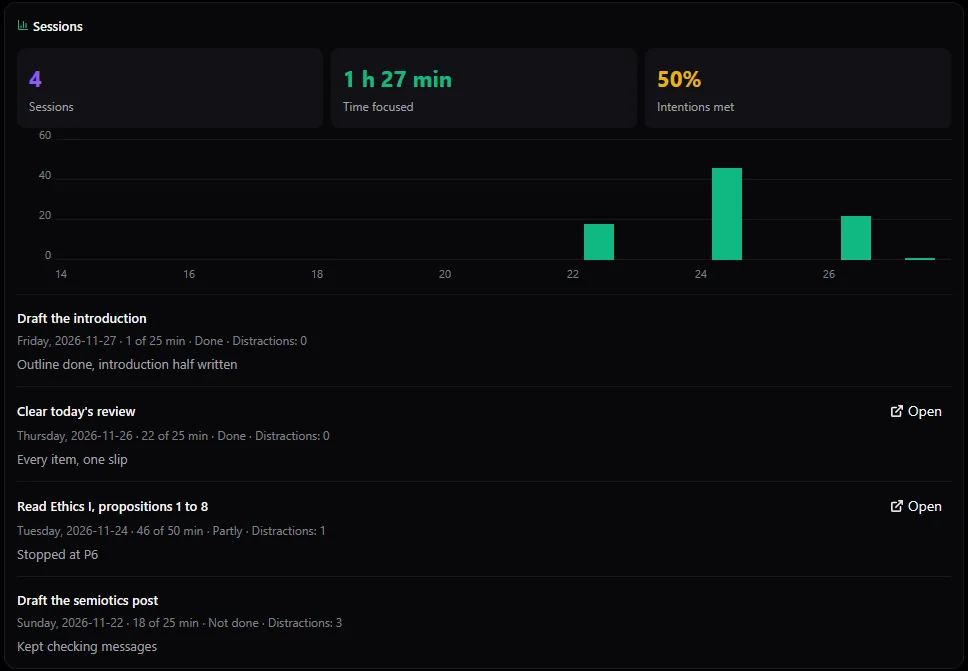 Sessions
4
Sessions
1 h 27 min
Time focused
50%
Intentions met
60
40
20
0
14 16 18 20 22 24 26
Draft the introduction
Friday, 2026-11-27 · 1 of 25 min · Done · Distractions: 0
Outline done, introduction half written
Clear today's review
Open
Thursday, 2026-11-26 · 22 of 25 min · Done · Distractions: 0
Every item, one slip
Read Ethics I, propositions 1 to 8
Open
Tuesday, 2026-11-24 · 46 of 50 min · Partly · Distractions: 1
Stopped at P6
Draft the semiotics post
Sunday, 2026-11-22 · 18 of 25 min · Not done · Distractions: 3
Kept checking messages